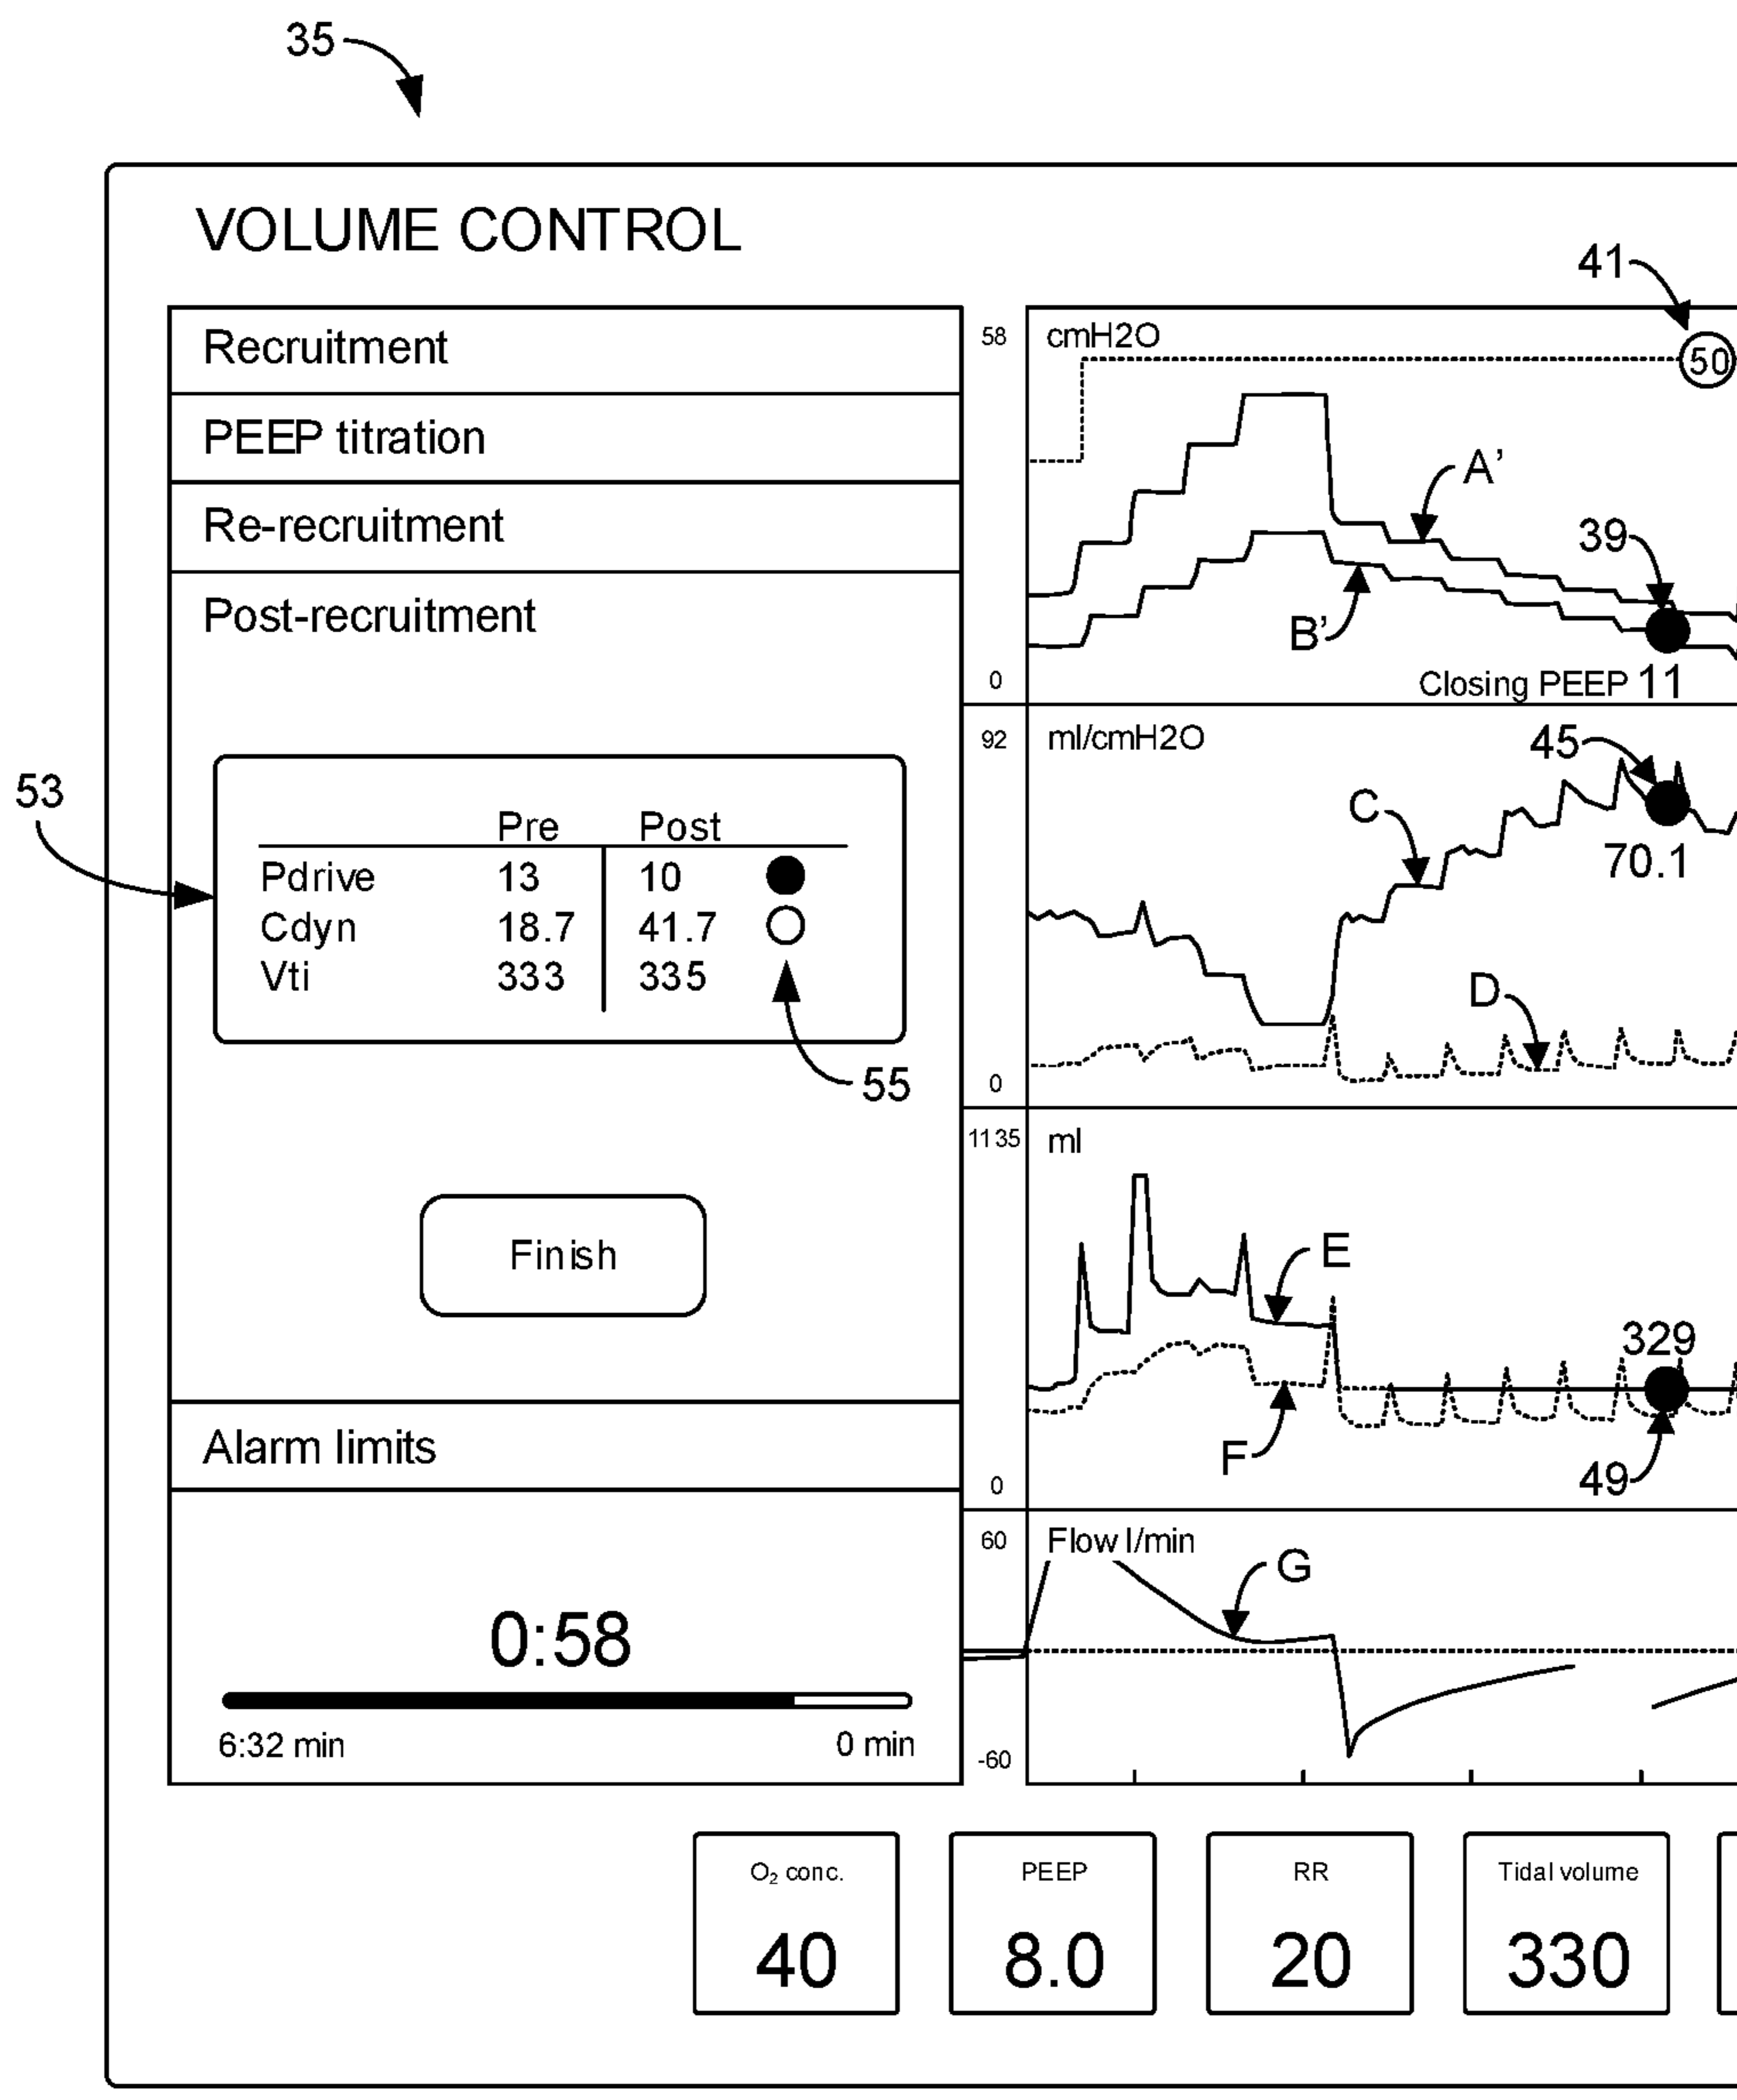 35
VOLUME CONTROL
41
Recruitment
PEEP titration
Re-recruitment
Post-recruitment
53
Pre Post
Pdrive 13 10
Cdyn 18.7 41.7
Vti 333 335
55
Finish
Alarm limits
0:58
6:32 min 0 min
58 cmH2O
50
A’
39
B’
0
Closing PEEP 11
92 ml/cmH2O
45
C
70.1
D
0
1135 ml
E
329
F
0
49
60 Flow l/min
G
-60
O₂ conc. PEEP RR Tidal volume
40 8.0 20 330